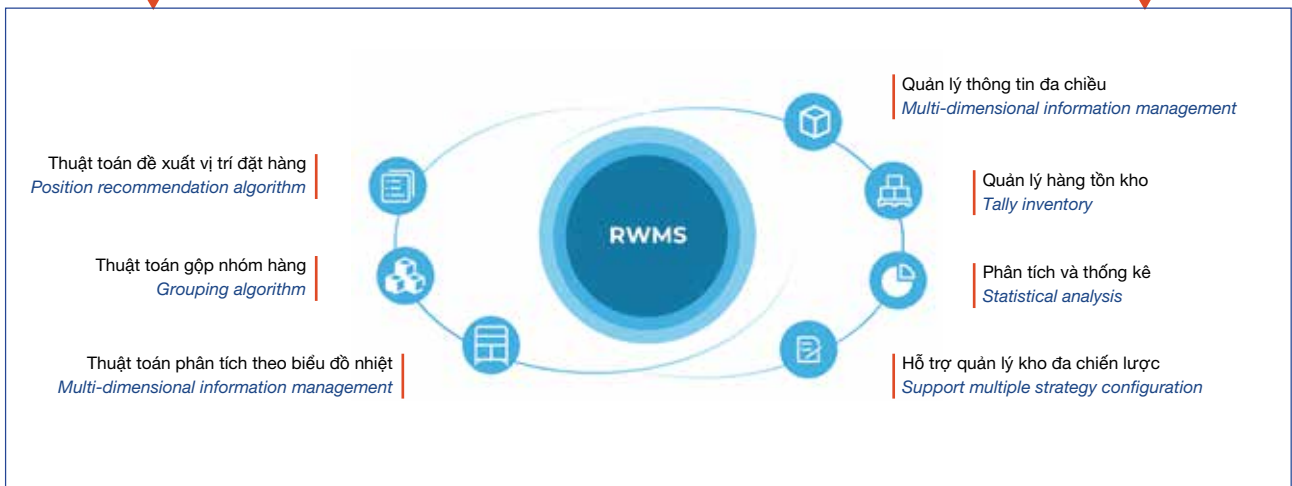 Thuật toán đề xuất vị trí đặt hàng
Position recommendation algorithm
Thuật toán gộp nhóm hàng
Grouping algorithm
Thuật toán phân tích theo biểu đồ nhiệt
Multi-dimensional information management
RWMS
Quản lý thông tin đa chiều
Multi-dimensional information management
Quản lý hàng tồn kho
Tally inventory
Phân tích và thống kê
Statistical analysis
Hỗ trợ quản lý kho đa chiến lược
Support multiple strategy configuration